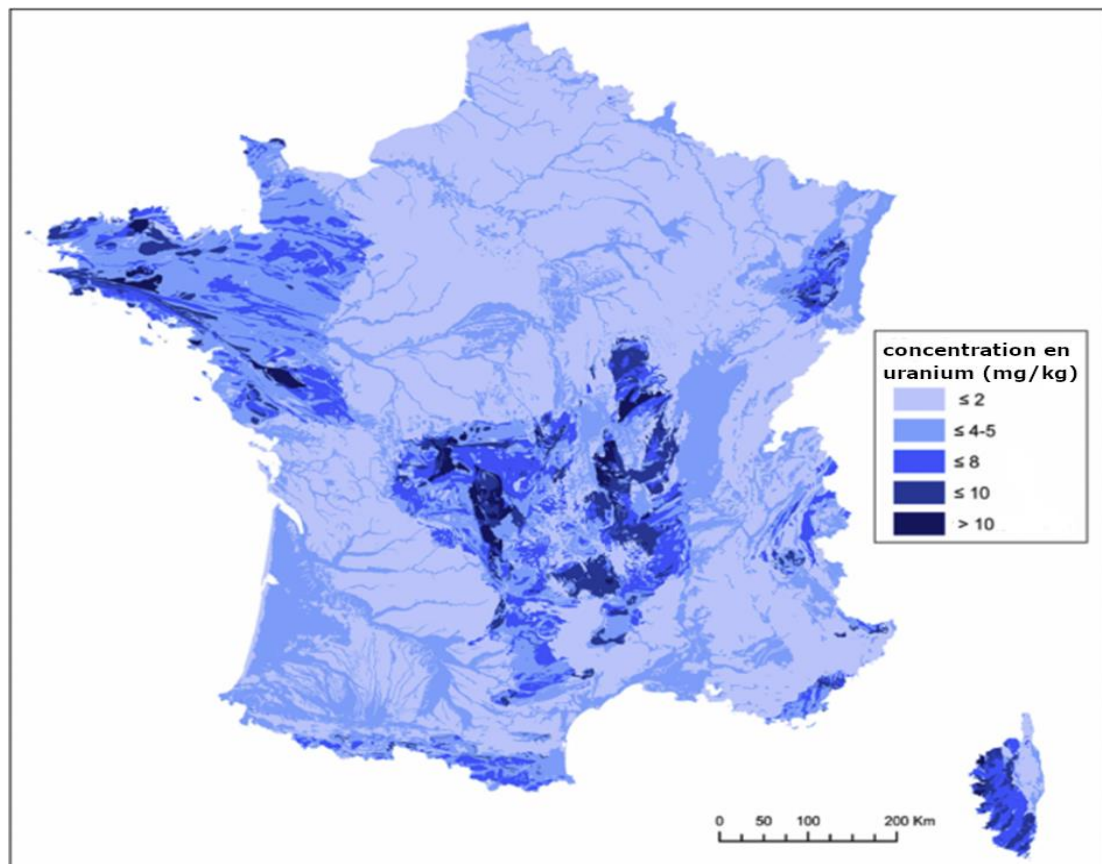 concentration en
uranium (mg/kg)
≤ 2
≤ 4-5
≤ 8
≤ 10
> 10
0 50 100 200 Km